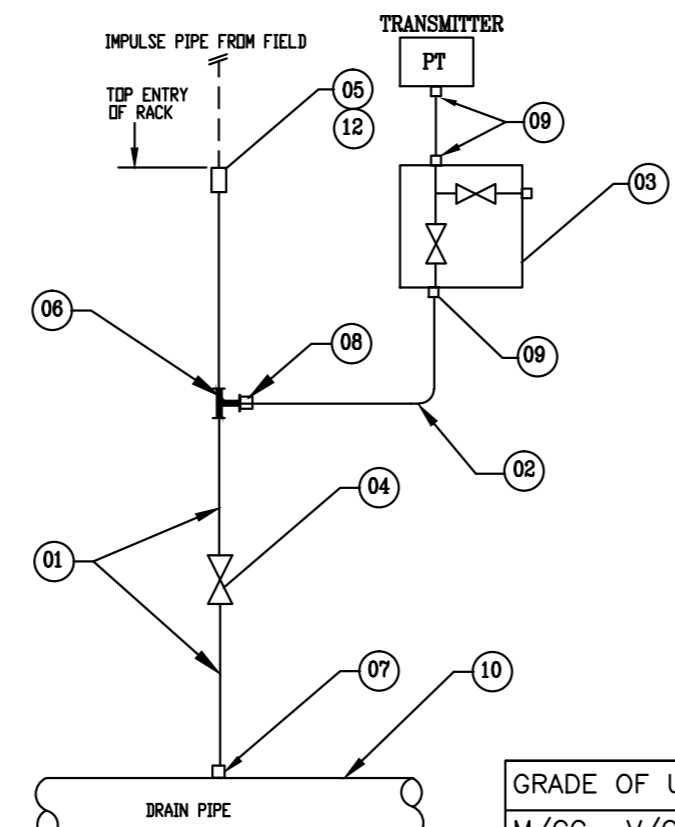 TRANSMITTER
IMPULSE PIPE FROM FIELD
PT
TOP ENTRY
OF RACK
05
12
09
03
06
08
09
02
04
01
07
10
DRAIN PIPE
GRADE OF U